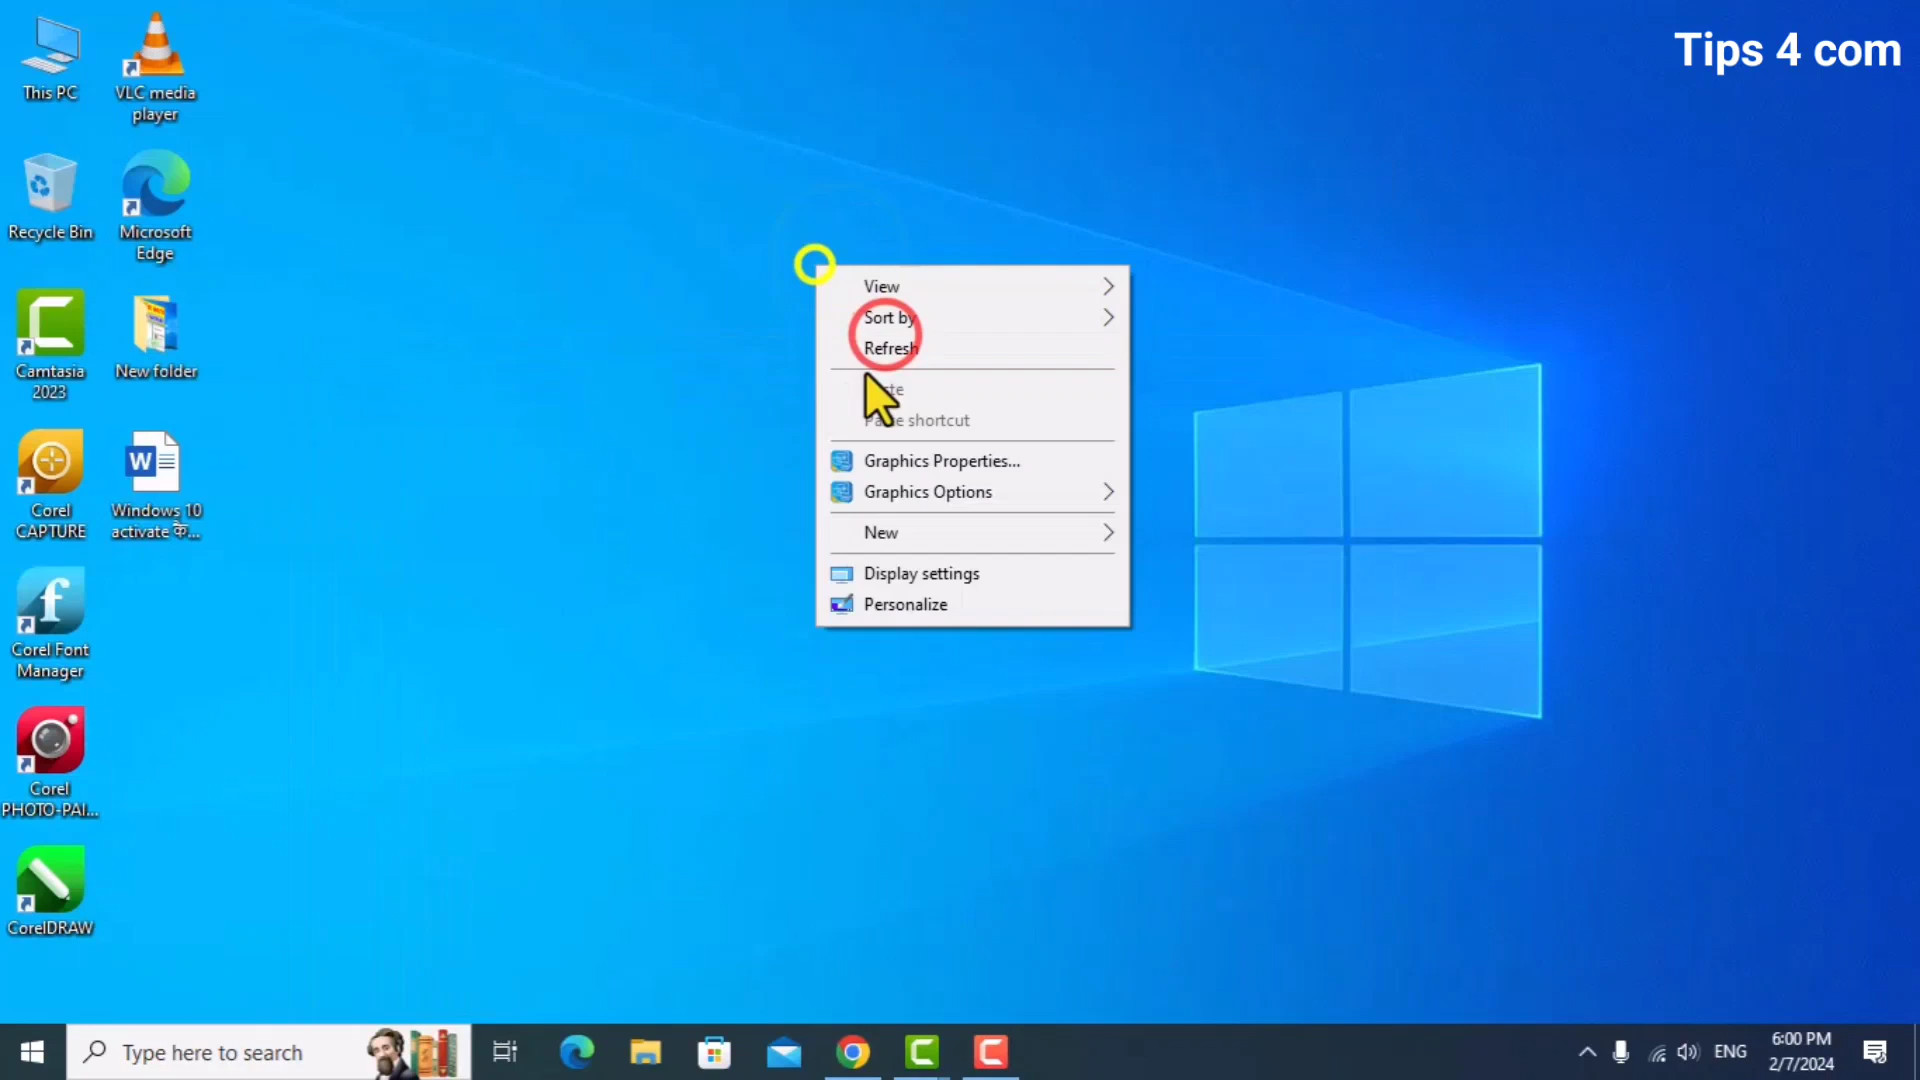 Tips 4 com
This PC
VLC media
player
Recycle Bin
Microsoft
Edge
Camtasia
2023
New folder
Corel
CAPTURE
Windows 10
activate के...
Corel Font
Manager
Corel
PHOTO-PAI...
CorelDRAW
View
Sort by
Refresh
shortcut
Graphics Properties...
Graphics Options
New
Display settings
Personalize
Type here to search
ENG
6:00 PM
2/7/2024